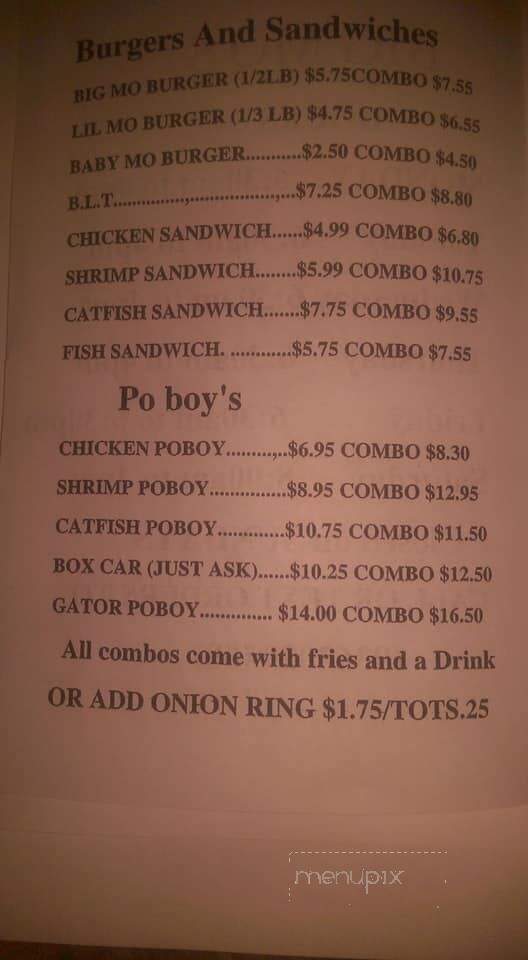 Burgers And Sandwiches
BIG MO BURGER (1/2LB) $5.75COMBO $7.55
LIL MO BURGER (1/3 LB) $4.75 COMBO $6.55
BABY MO BURGER...........$2.50 COMBO $4.50
B.L.T..............,.................,...$7.25 COMBO $8.80
CHICKEN SANDWICH......$4.99 COMBO $6.80
SHRIMP SANDWICH........$5.99 COMBO $10.75
CATFISH SANDWICH.......$7.75 COMBO $9.55
FISH SANDWICH. ............$5.75 COMBO $7.55
Po boy's
CHICKEN POBOY..........,..$6.95 COMBO $8.30
SHRIMP POBOY...............$8.95 COMBO $12.95
CATFISH POBOY.............$10.75 COMBO $11.50
BOX CAR (JUST ASK)......$10.25 COMBO $12.50
GATOR POBOY.............. $14.00 COMBO $16.50
All combos come with fries and a Drink
OR ADD ONION RING $1.75/TOTS.25
menupix